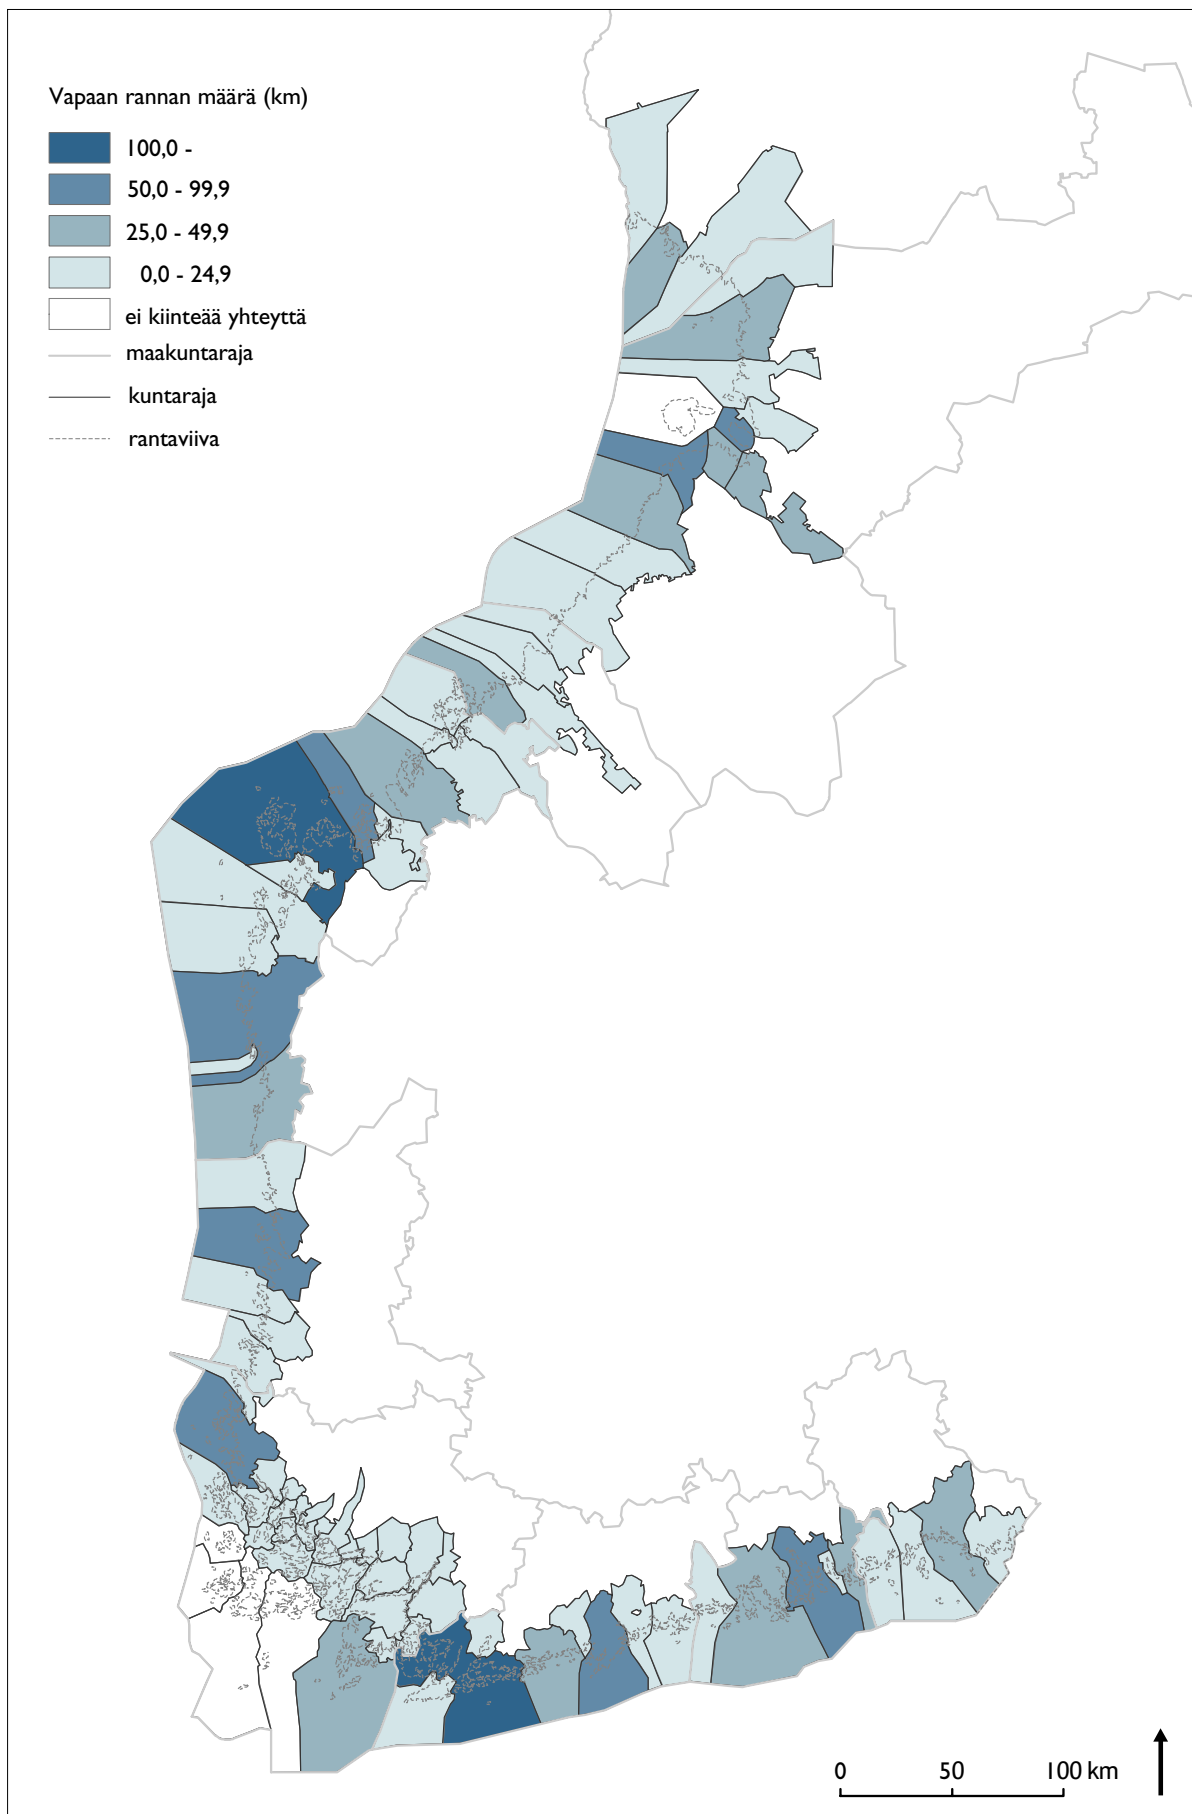 Vapaan rannan määrä (km)
100,0 -
50,0 - 99,9
25,0 - 49,9
0,0 - 24,9
ei kiinteää yhteyttä
maakuntaraja
kuntaraja
rantaviiva
0 50 100 km